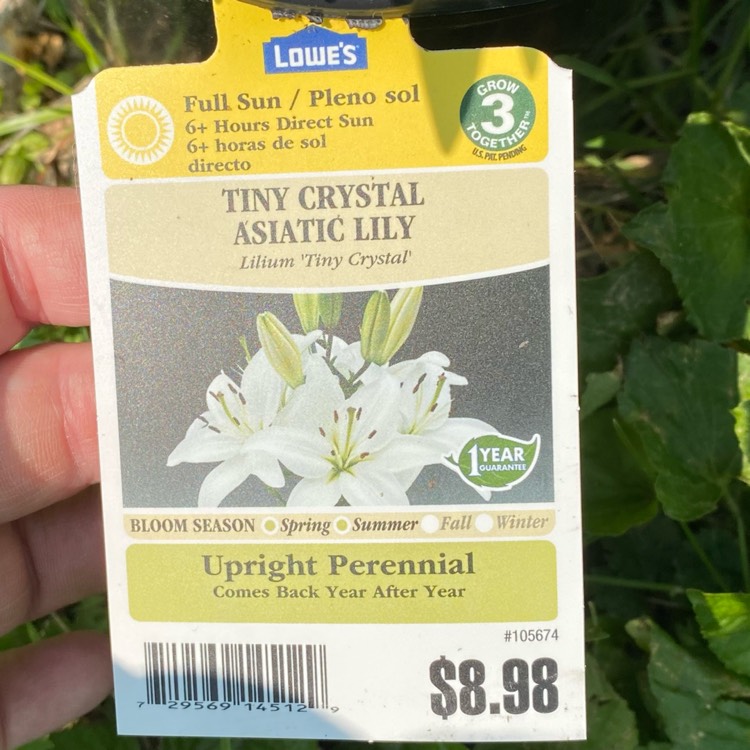 LOWE'S
Full Sun / Pleno sol
6+ Hours Direct Sun
6+ horas de sol
directo
GROW
3
TOGETHER™
U.S. PAT. PENDING
TINY CRYSTAL
ASIATIC LILY
Lilium 'Tiny Crystal'
1 YEAR
GUARANTEE
BLOOM SEASON Spring Summer Fall Winter
Upright Perennial
Comes Back Year After Year
#105674
$8.98
7 29569 14512 9